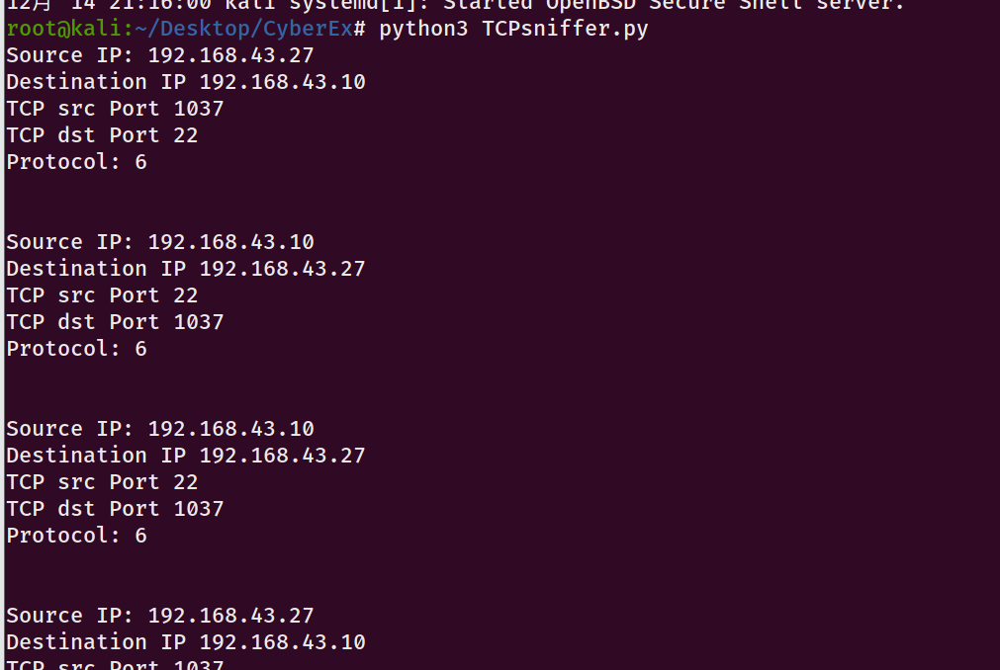 12月 14 21:16:00 kali systemd[1]: Started OpenBSD Secure Shell server.
root@kali:~/Desktop/CyberEx# python3 TCPsniffer.py
Source IP: 192.168.43.27
Destination IP 192.168.43.10
TCP src Port 1037
TCP dst Port 22
Protocol: 6
Source IP: 192.168.43.10
Destination IP 192.168.43.27
TCP src Port 22
TCP dst Port 1037
Protocol: 6
Source IP: 192.168.43.10
Destination IP 192.168.43.27
TCP src Port 22
TCP dst Port 1037
Protocol: 6
Source IP: 192.168.43.27
Destination IP 192.168.43.10
TCP src Port 1037